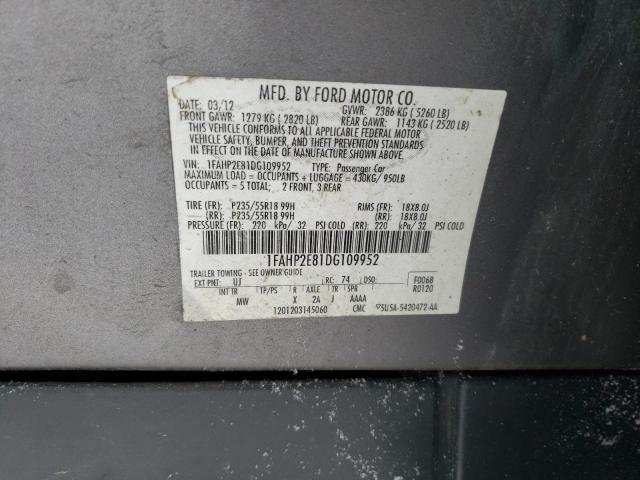 MFD. BY FORD MOTOR CO.
DATE: 03/12 GVWR: 2386 KG ( 5260 LB)
FRONT GAWR: 1279 KG ( 2820 LB) REAR GAWR: 1143 KG ( 2520 LB)
THIS VEHICLE CONFORMS TO ALL APPLICABLE FEDERAL MOTOR
VEHICLE SAFETY, BUMPER, AND THEFT PREVENTION STANDARDS
IN EFFECT ON THE DATE OF MANUFACTURE SHOWN ABOVE.
VIN: 1FAHP2E81DG109952 TYPE: Passenger Car
MAXIMUM LOAD = OCCUPANTS + LUGGAGE = 430KG/ 950LB
OCCUPANTS = 5 TOTAL; 2 FRONT, 3 REAR
TIRE (FR): P235/55R18 99H RIMS (FR): 18X8.0J
(RR): P235/55R18 99H (RR): 18X8.0J
PRESSURE (FR): 220 kPa/ 32 PSI COLD (RR): 220 kPa/ 32 PSI COLD
1FAHP2E81DG109952
TRAILER TOWING - SEE OWNER GUIDE
EXT PNT: UJ RC: 74 DSO: F0068
INT TR TP/PS R AXLE TR SPR R0120
MW X 2A J AAAA
1201203145060 CMC 5U5A-5420472-AA